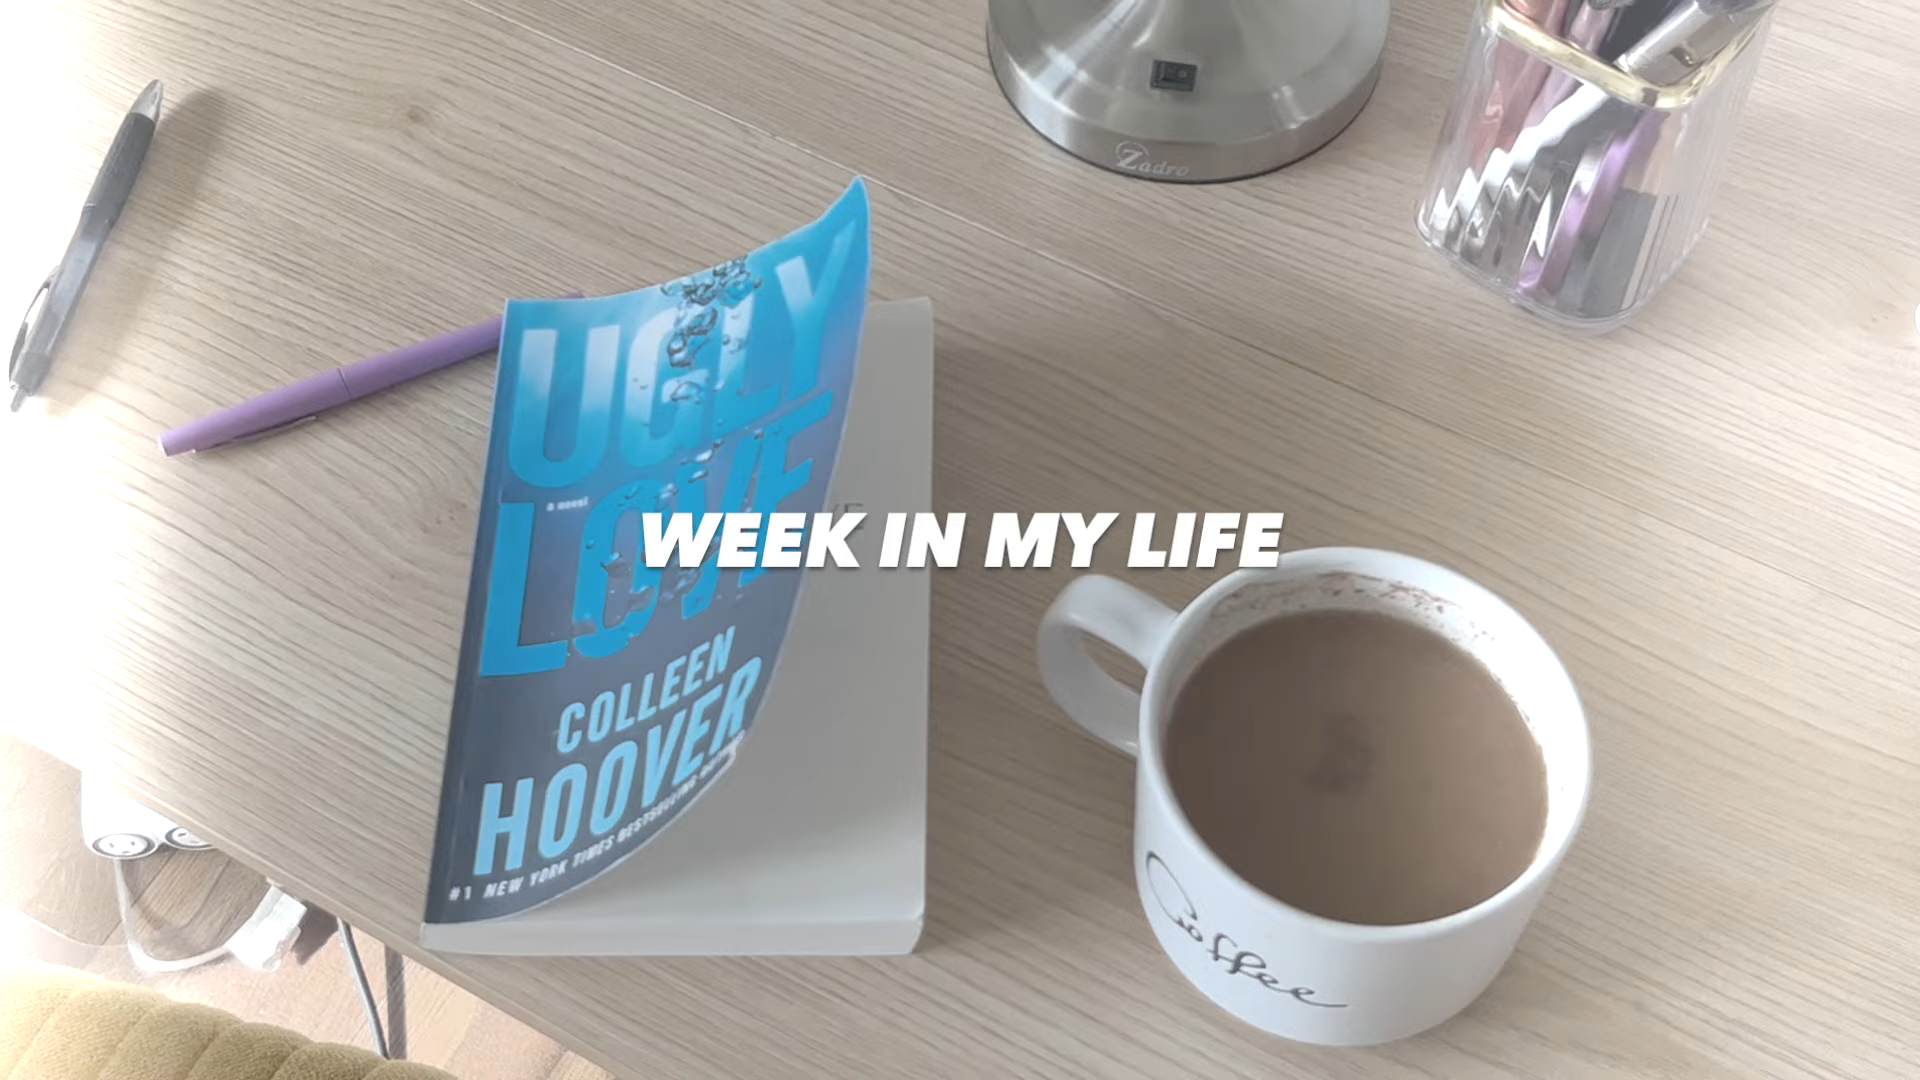 Zadro
UGLY
LOVE
a novel
WEEK IN MY LIFE
COLLEEN
HOOVER
#1 NEW YORK TIMES BESTSELLING
Coffee